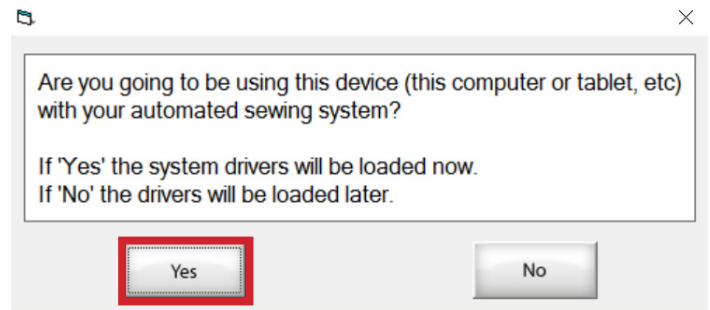 Are you going to be using this device (this computer or tablet, etc)
with your automated sewing system?
If 'Yes' the system drivers will be loaded now.
If 'No' the drivers will be loaded later.
Yes
No